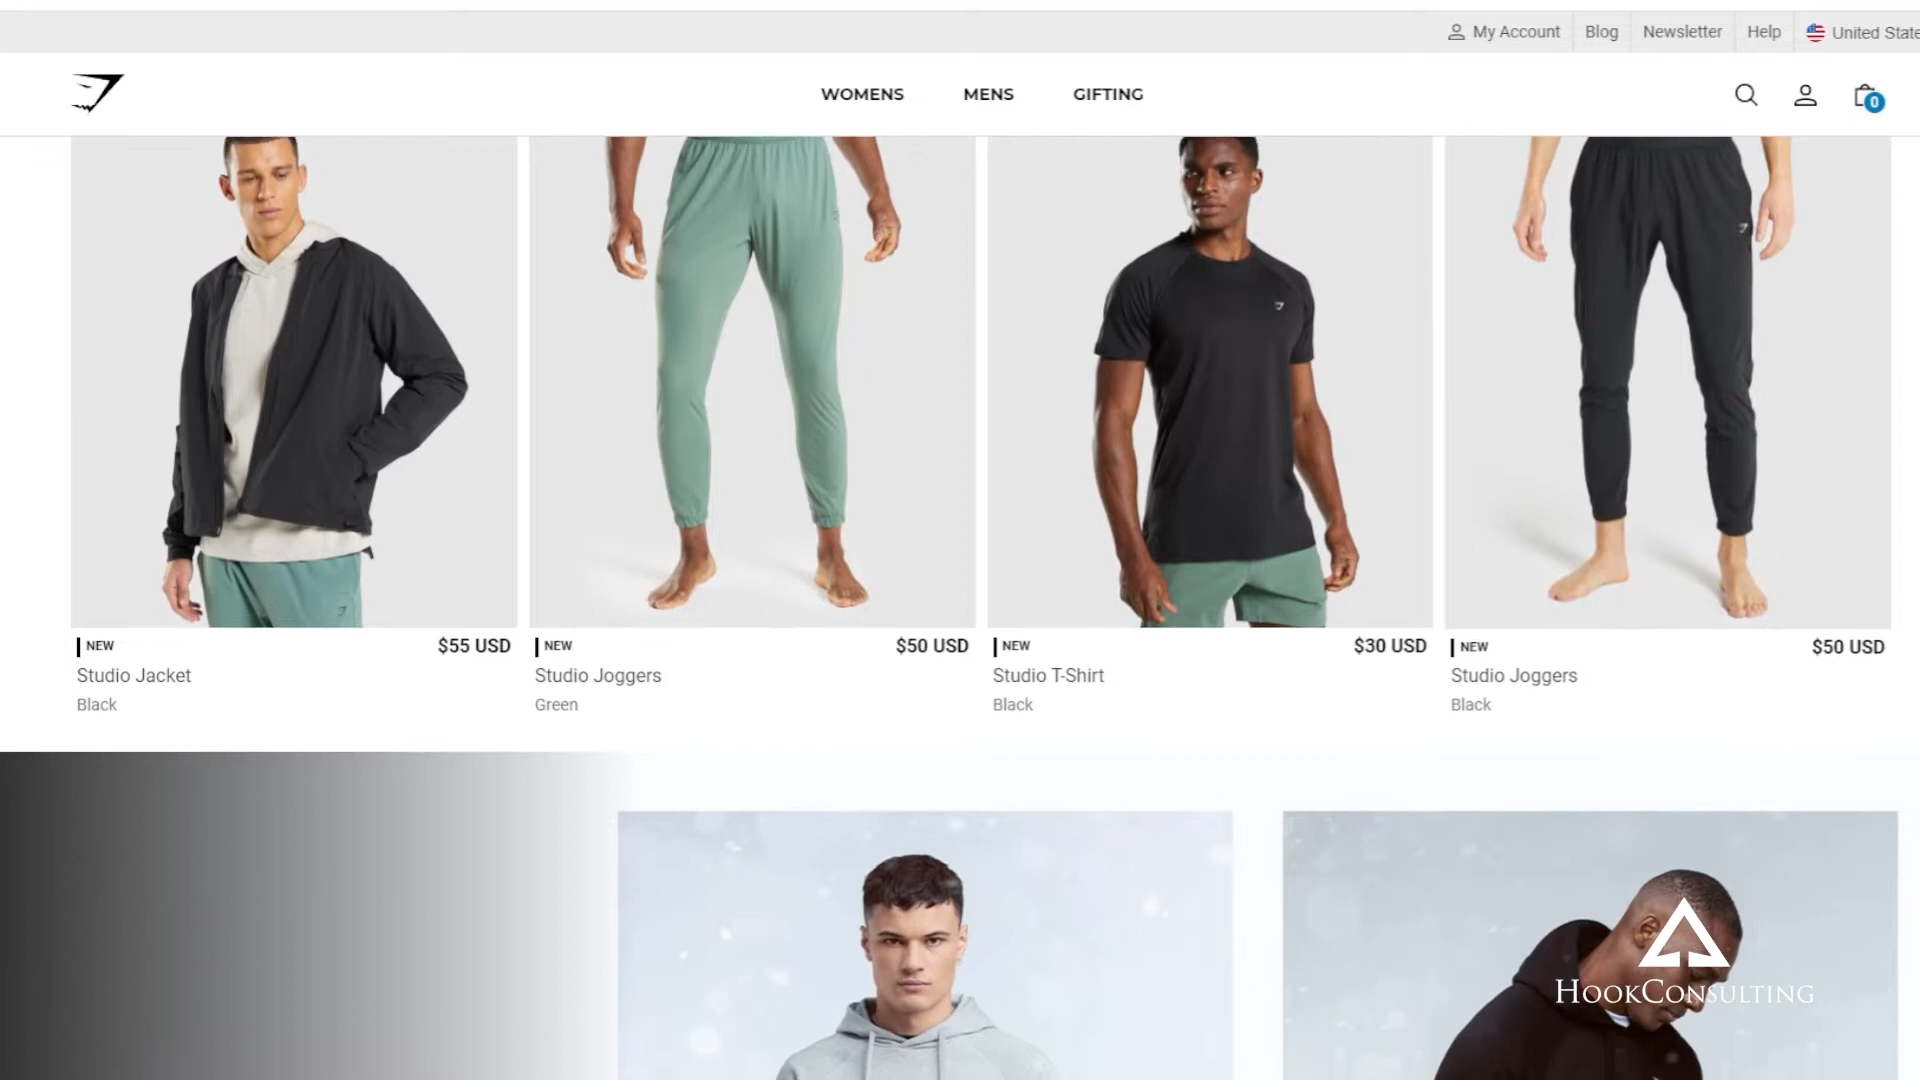 My Account Blog Newsletter Help United State
WOMENS MENS GIFTING
0
NEW $55 USD
Studio Jacket
Black
NEW $50 USD
Studio Joggers
Green
NEW $30 USD
Studio T-Shirt
Black
NEW $50 USD
Studio Joggers
Black
HOOKCONSULTING